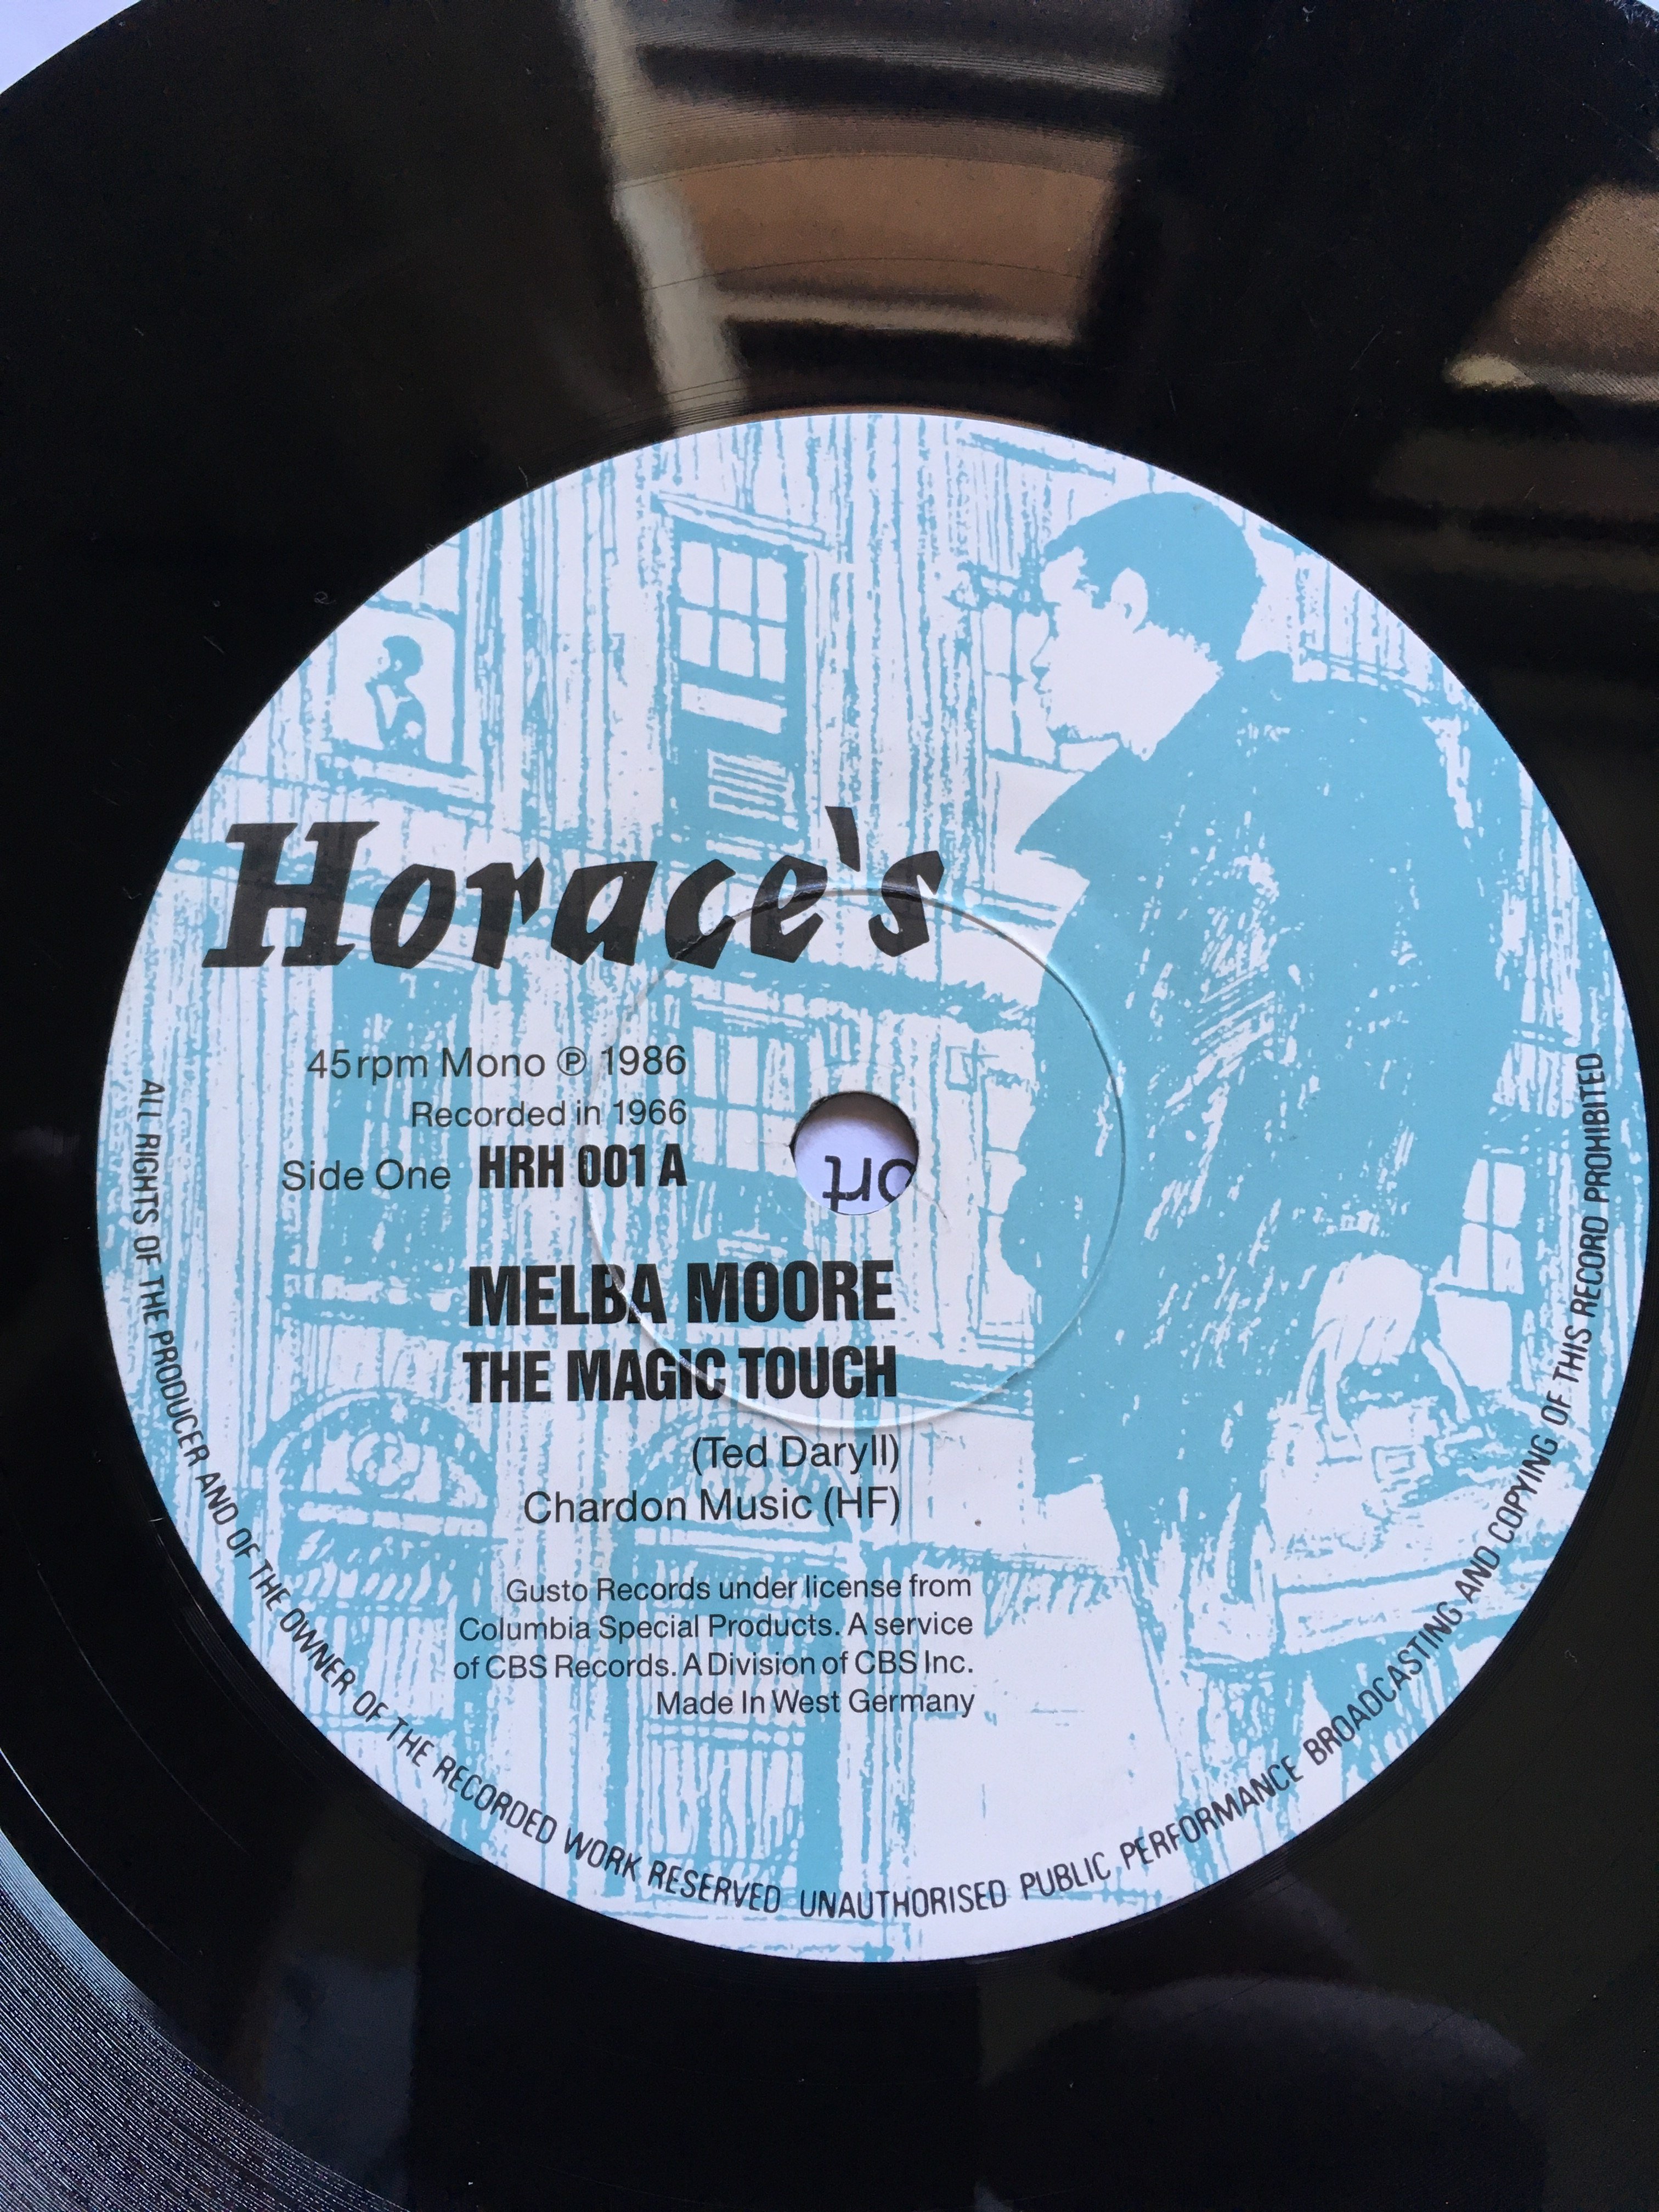 Horace's
45rpm Mono ℗ 1986
Recorded in 1966
Side One HRH 001 A
MELBA MOORE
THE MAGIC TOUCH
(Ted Daryll)
Chardon Music (HF)
Gusto Records under license from
Columbia Special Products. A service
of CBS Records. A Division of CBS Inc.
Made In West Germany
ALL RIGHTS OF THE PRODUCER AND OF THE OWNER OF THE RECORDED WORK RESERVED UNAUTHORISED PUBLIC PERFORMANCE BROADCASTING AND COPYING OF THIS RECORD PROHIBITED